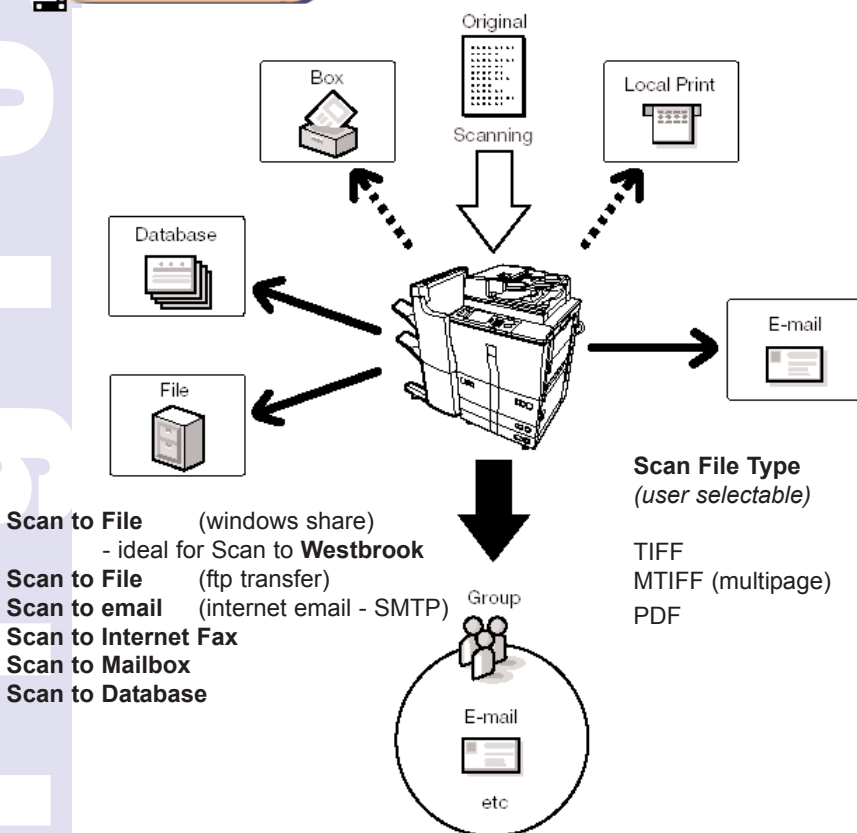 Original
Box
Local Print
Scanning
Database
E-mail
File
Scan File Type
(user selectable)
Scan to File (windows share)
- ideal for Scan to Westbrook
TIFF
Scan to File (ftp transfer)
MTIFF (multipage)
Scan to email (internet email - SMTP)
PDF
Group
Scan to Internet Fax
Scan to Mailbox
Scan to Database
E-mail
etc